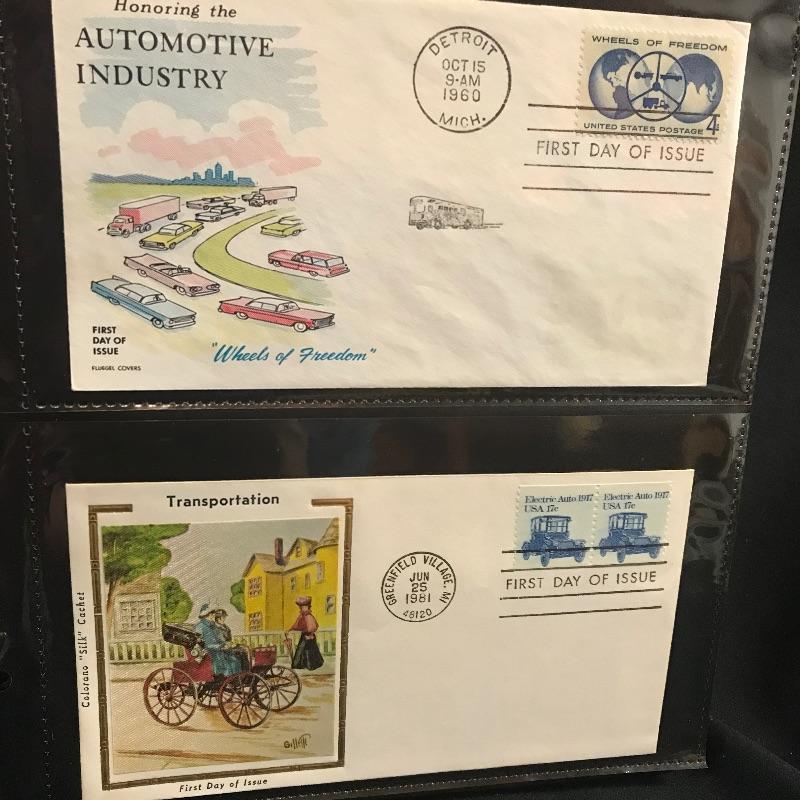 Honoring the
AUTOMOTIVE
INDUSTRY
DETROIT
OCT 15
9-AM
1960
MICH.
WHEELS OF FREEDOM
UNITED STATES POSTAGE 4¢
FIRST DAY OF ISSUE
FIRST
DAY OF
ISSUE
FLUEGEL COVERS
"Wheels of Freedom"
Transportation
Colorano "Silk" Cachet
Gillett
First Day of Issue
GREENFIELD VILLAGE, MI
JUN
25
1981
48120
Electric Auto 1917
USA 17c
Electric Auto 1917
USA 17c
FIRST DAY OF ISSUE